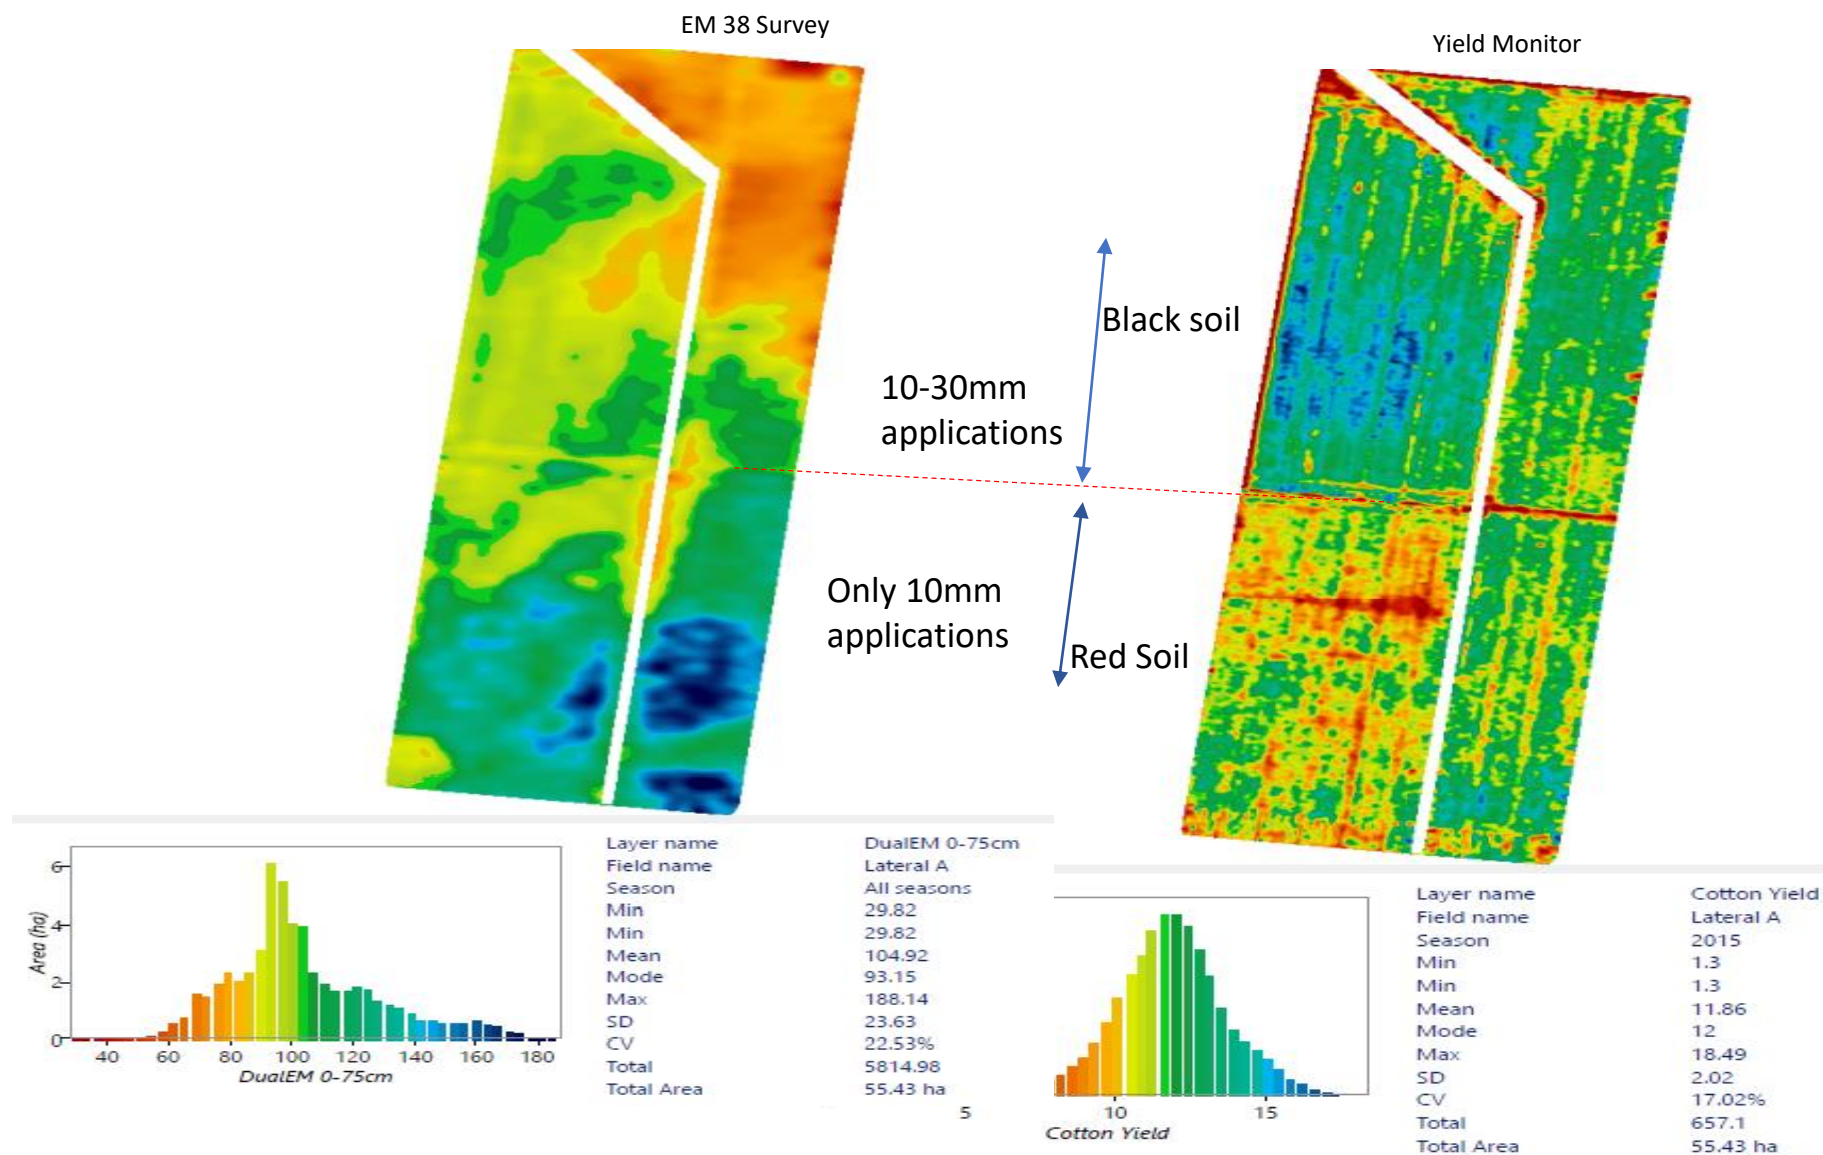 EM 38 Survey
Yield Monitor
Black soil
10-30mm
applications
Only 10mm
applications
Red Soil
6
4
2
0
Area (ha)
40 60 80 100 120 140 160 180
DualEM 0-75cm
Layer name DualEM 0-75cm
Field name Lateral A
Season All seasons
Min 29.82
Min 29.82
Mean 104.92
Mode 93.15
Max 188.14
SD 23.63
CV 22.53%
Total 5814.98
Total Area 55.43 ha
5 10 15
Cotton Yield
Layer name Cotton Yield
Field name Lateral A
Season 2015
Min 1.3
Min 1.3
Mean 11.86
Mode 12
Max 18.49
SD 2.02
CV 17.02%
Total 657.1
Total Area 55.43 ha